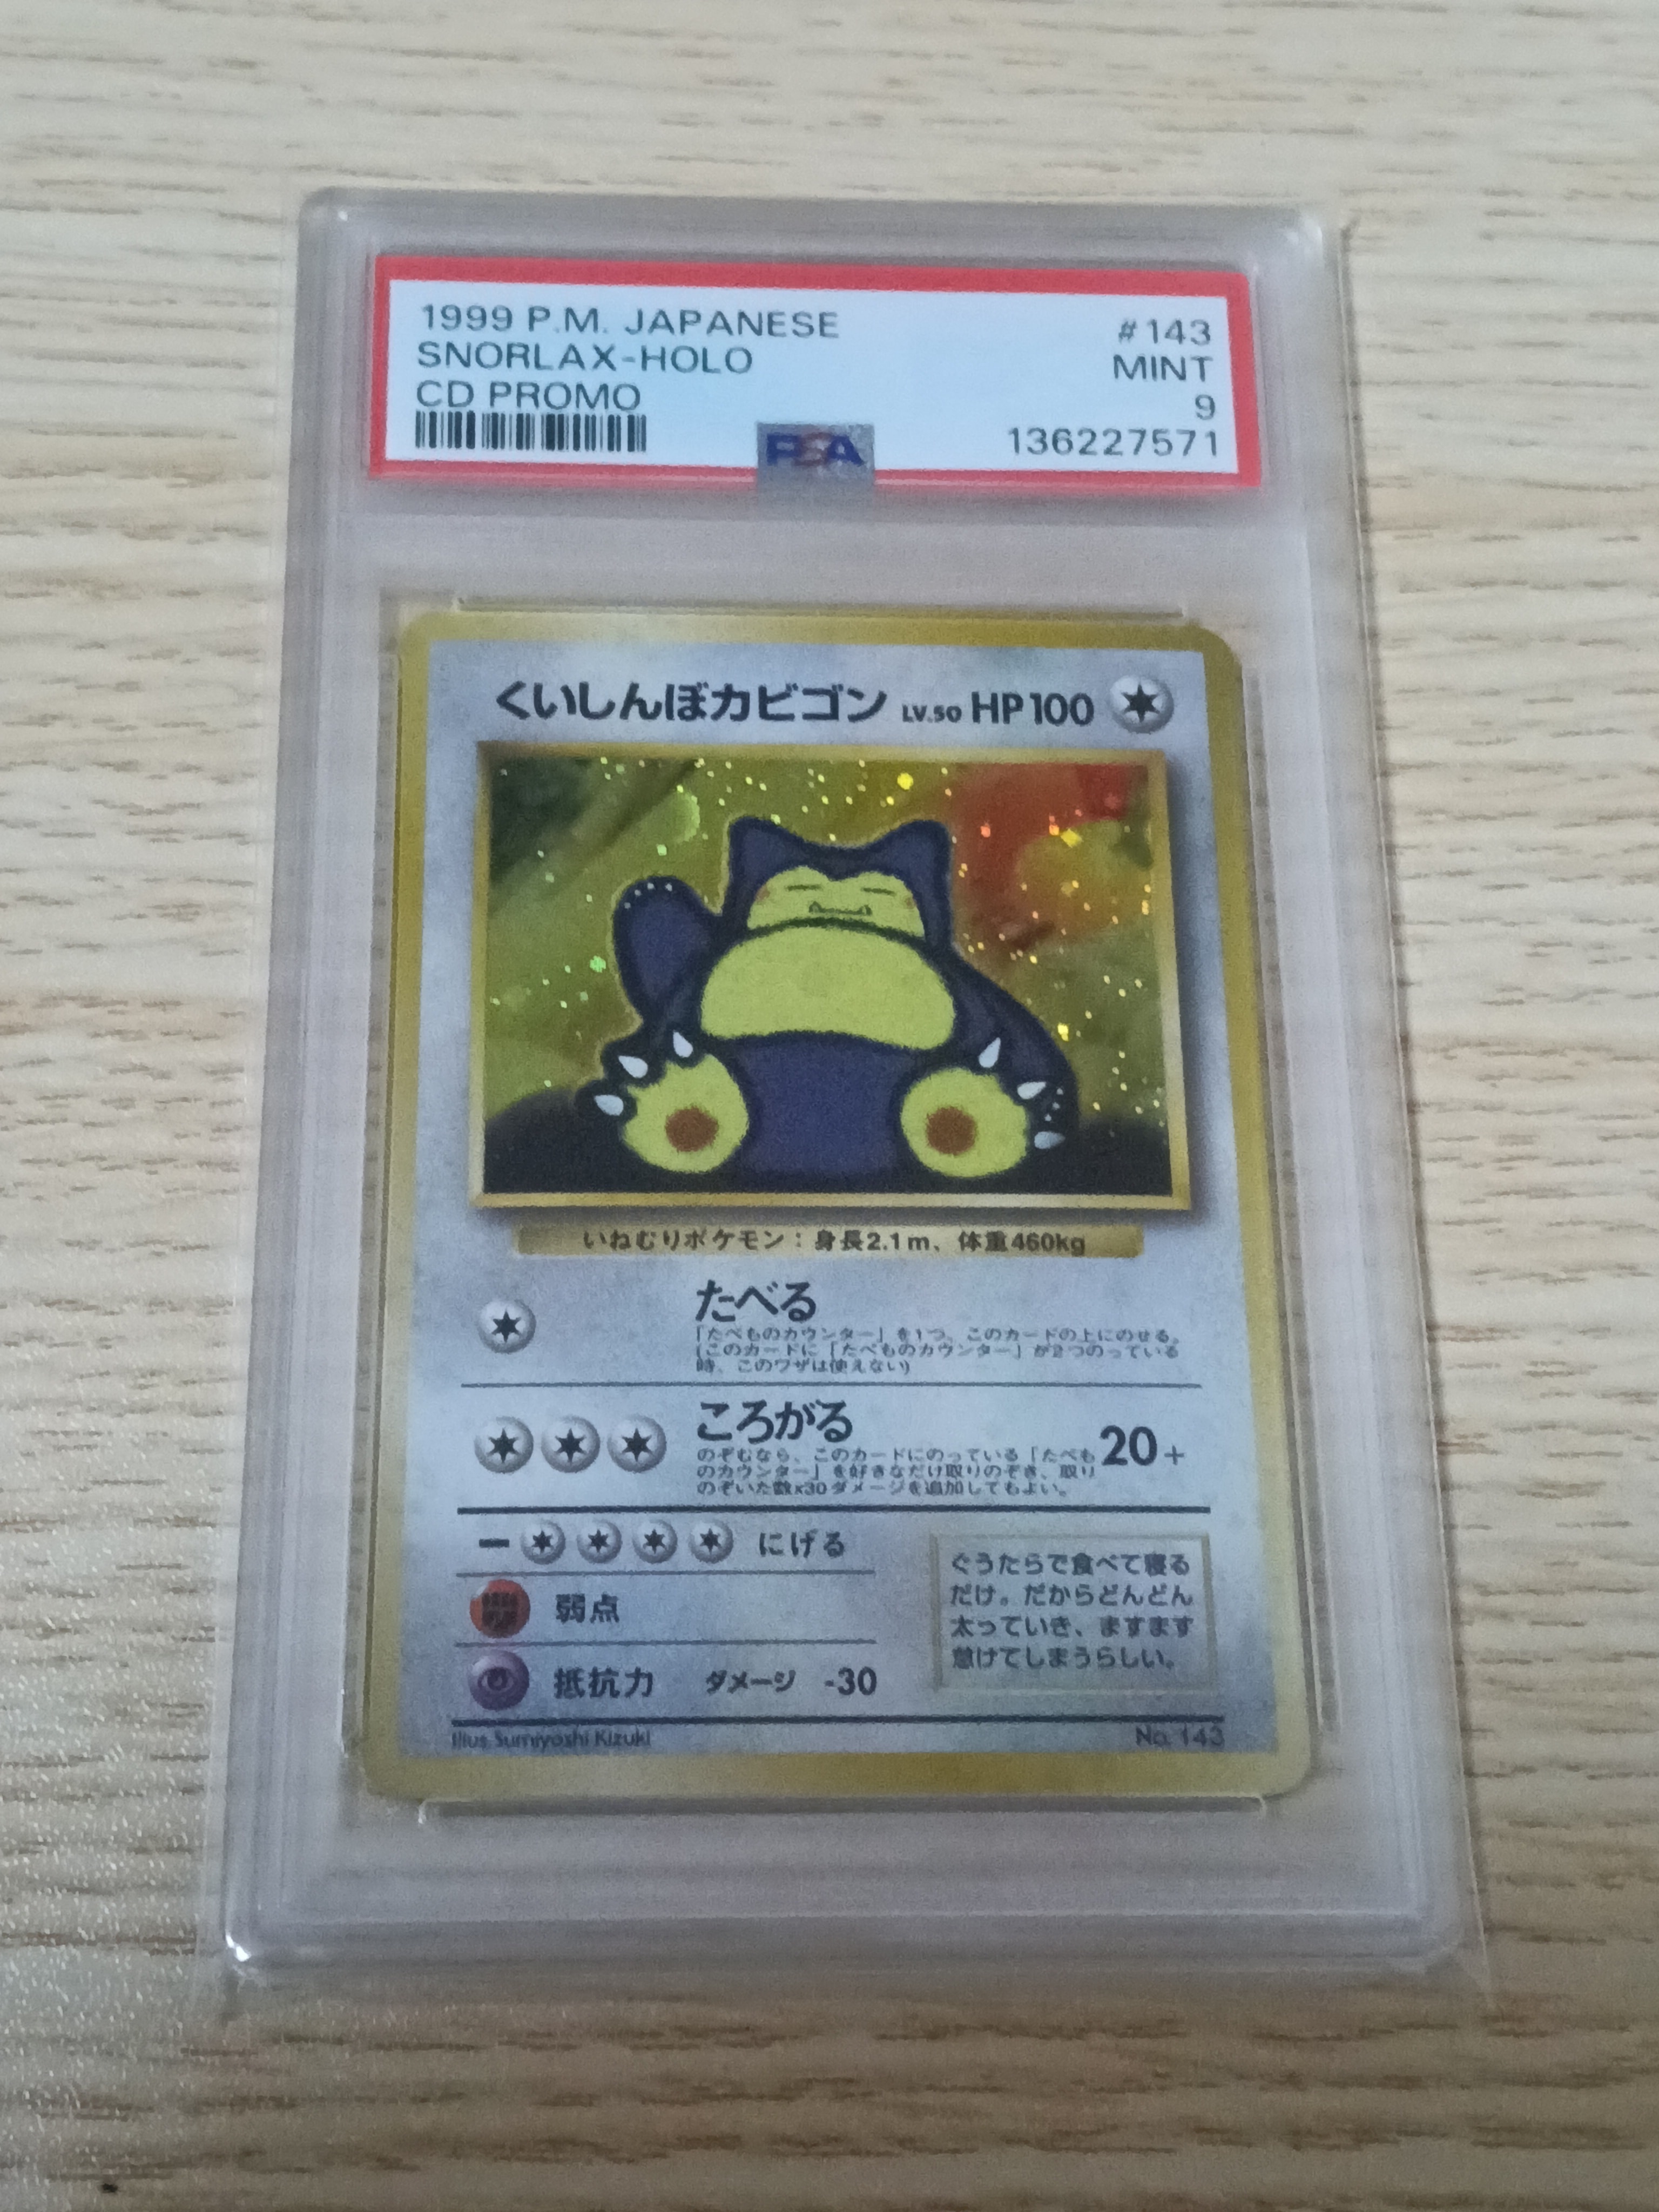 1999 P.M. JAPANESE #143
SNORLAX-HOLO MINT
CD PROMO 9
PSA 136227571
くいしんぼカビゴン LV.50 HP100
いねむりポケモン:身長2.1m、体重460kg
たべる
「たべものカウンター」を1つ、このカードの上にのせる。
(このカードに「たべものカウンター」が2つのっている
時、このワザは使えない)
ころがる 20+
のぞむなら、このカードにのっている「たべも
のカウンター」を好きなだけ取りのぞき、取り
のぞいた数×30ダメージを追加してもよい。
ー にげる
弱点
抵抗力 ダメージ -30
ぐうたらで食べて寝る
だけ。だからどんどん
太っていき、ますます
怠けてしまうらしい。
Illus. Sumiyoshi Kizuki No. 143